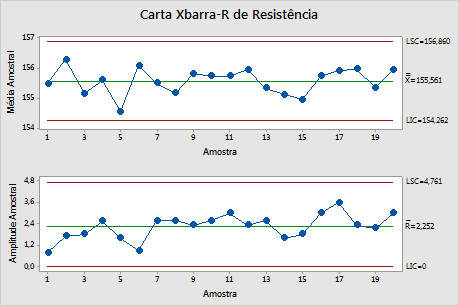 Carta Xbarra-R de Resistência
157
156
155
154
Média Amostral
LSC=156,860
X=155,561
LIC=154,262
1 3 5 7 9 11 13 15 17 19
Amostra
4,8
3,6
2,4
1,2
0,0
Amplitude Amostral
LSC=4,761
R=2,252
LIC=0
1 3 5 7 9 11 13 15 17 19
Amostra